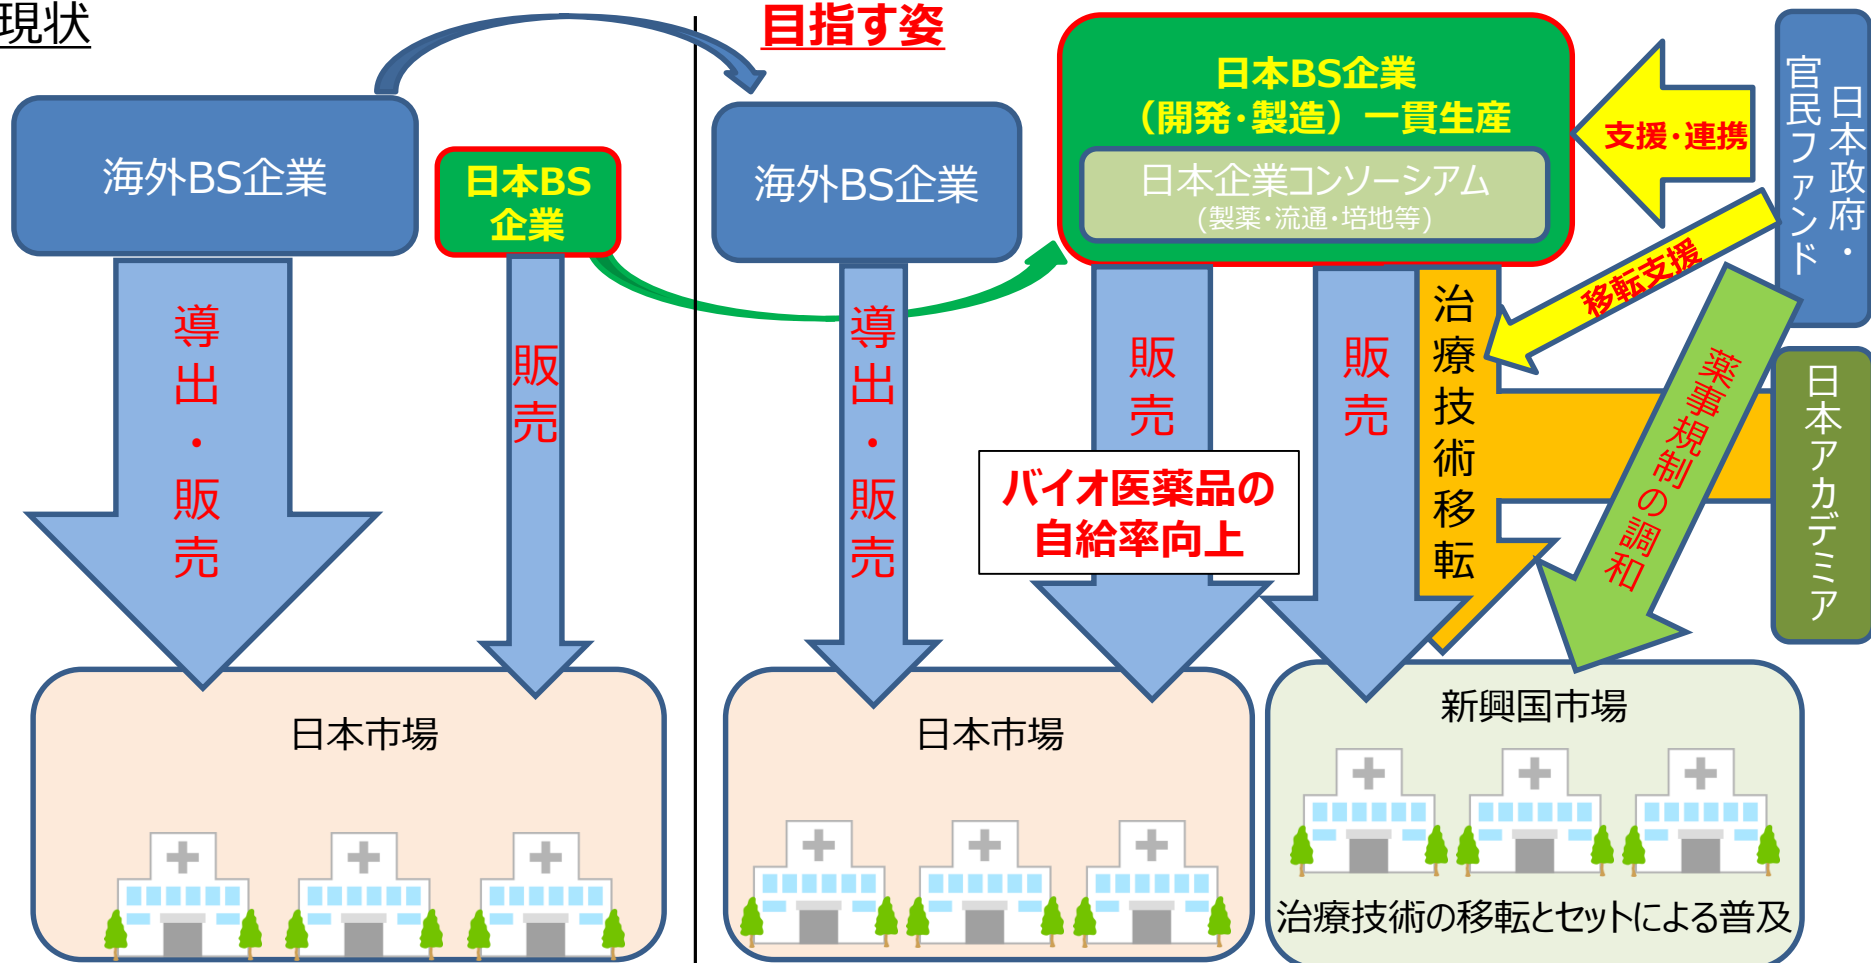 現状
海外BS企業
日本BS
企業
導出・販売
販売
日本市場
目指す姿
海外BS企業
日本BS企業
（開発・製造）一貫生産
日本企業コンソーシアム
(製薬・流通・培地等)
支援・連携
日本政府・
官民ファンド
移転支援
導出・販売
販売
販売
治療技術移転
薬事規制の調和
日本アカデミア
バイオ医薬品の
自給率向上
日本市場
新興国市場
治療技術の移転とセットによる普及